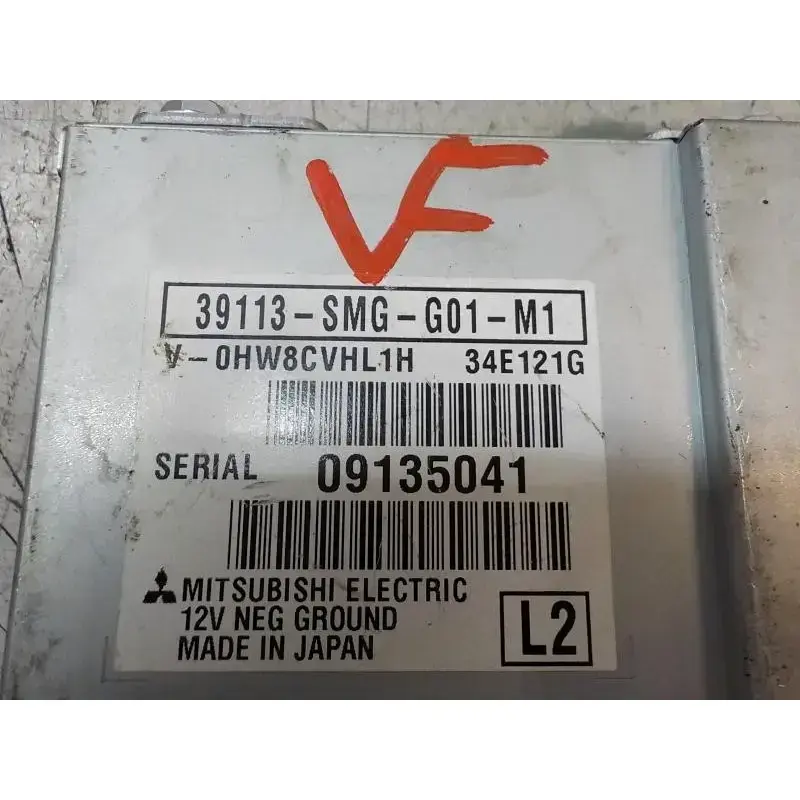 VF
39113-SMG-G01-M1
V-0HW8CVHL1H 34E121G
SERIAL 09135041
MITSUBISHI ELECTRIC
12V NEG GROUND
MADE IN JAPAN
L2